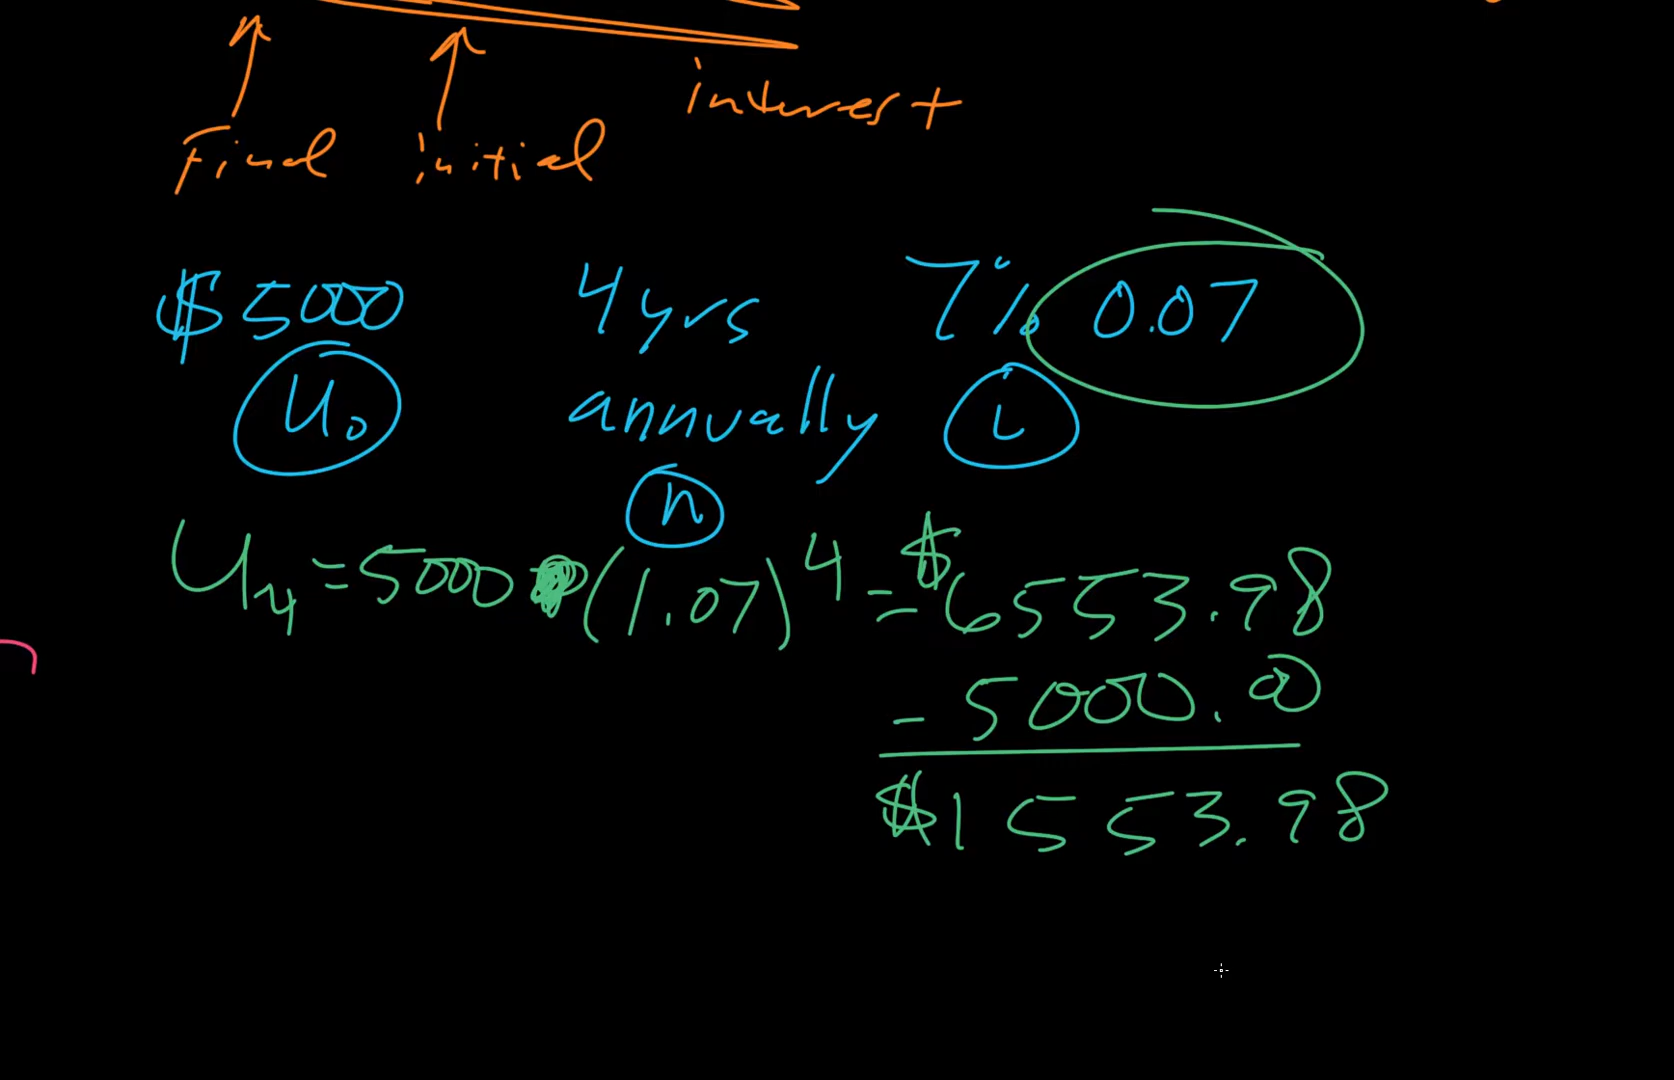 Final initial interest
$5000 4yrs 7% 0.07
U₀ annually i
n
U₄ = 5000 (1.07)⁴ = $6553.98
- 5000.00
$1553.98